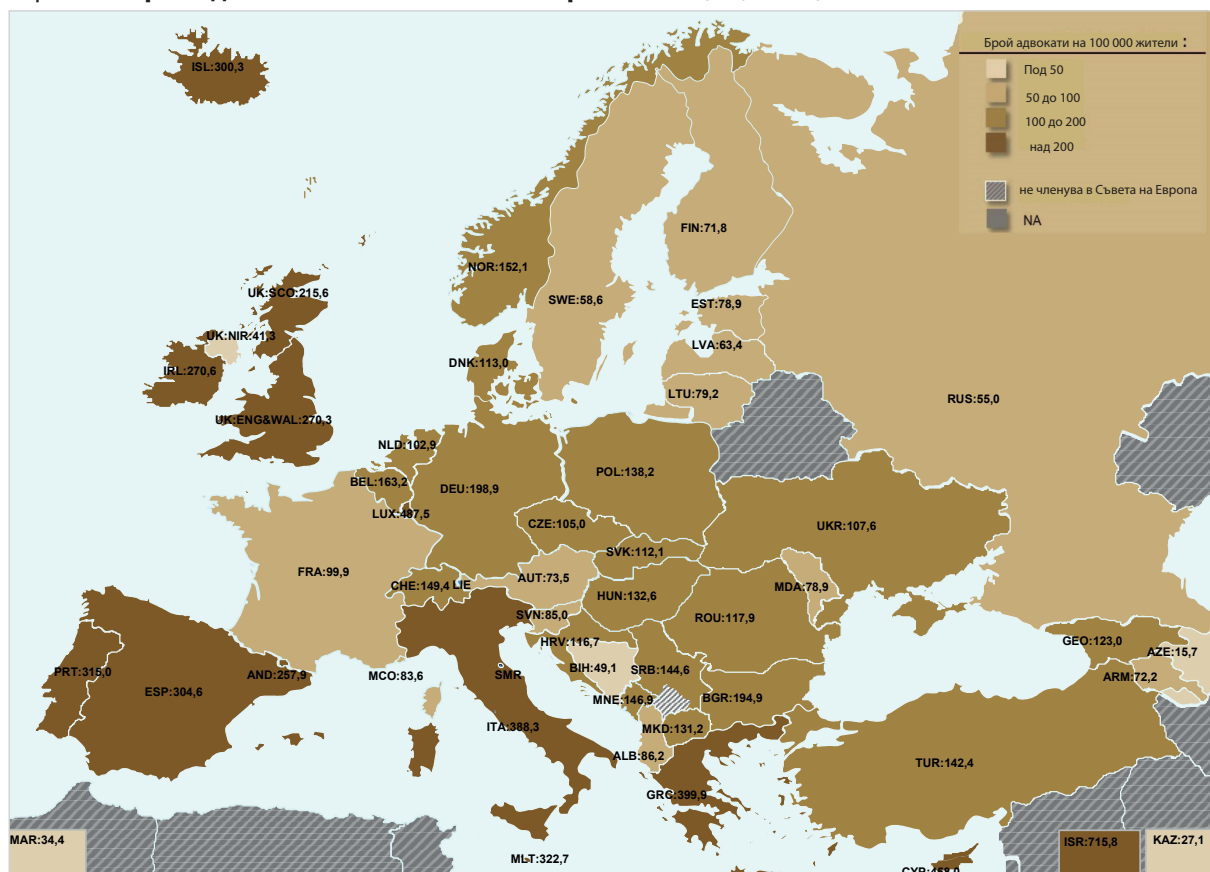 Брой адвокати на 100 000 жители :
Под 50
50 до 100
100 до 200
над 200
не членува в Съвета на Европа
NA
ISL:300,3
NOR:152,1
FIN:71,8
SWE:58,6
UK:SCO:215,6
EST:78,9
UK:NIR:41,3
LVA:63,4
DNK:113,0
IRL:270,6
LTU:79,2
RUS:55,0
UK:ENG&WAL:270,3
NLD:102,9
POL:138,2
BEL:163,2
DEU:198,9
LUX:487,5
CZE:105,0
UKR:107,6
SVK:112,1
FRA:99,9
AUT:73,5
CHE:149,4
LIE
MDA:78,9
HUN:132,6
SVN:85,0
ROU:117,9
HRV:116,7
GEO:123,0
AZE:15,7
BIH:49,1
SRB:144,6
PRT:315,0
AND:257,9
MCO:83,6
SMR
ARM:72,2
ESP:304,6
MNE:146,9
BGR:194,9
ITA:388,3
MKD:131,2
ALB:86,2
TUR:142,4
GRC:399,9
MAR:34,4
ISR:715,8
KAZ:27,1
MLT:322,7